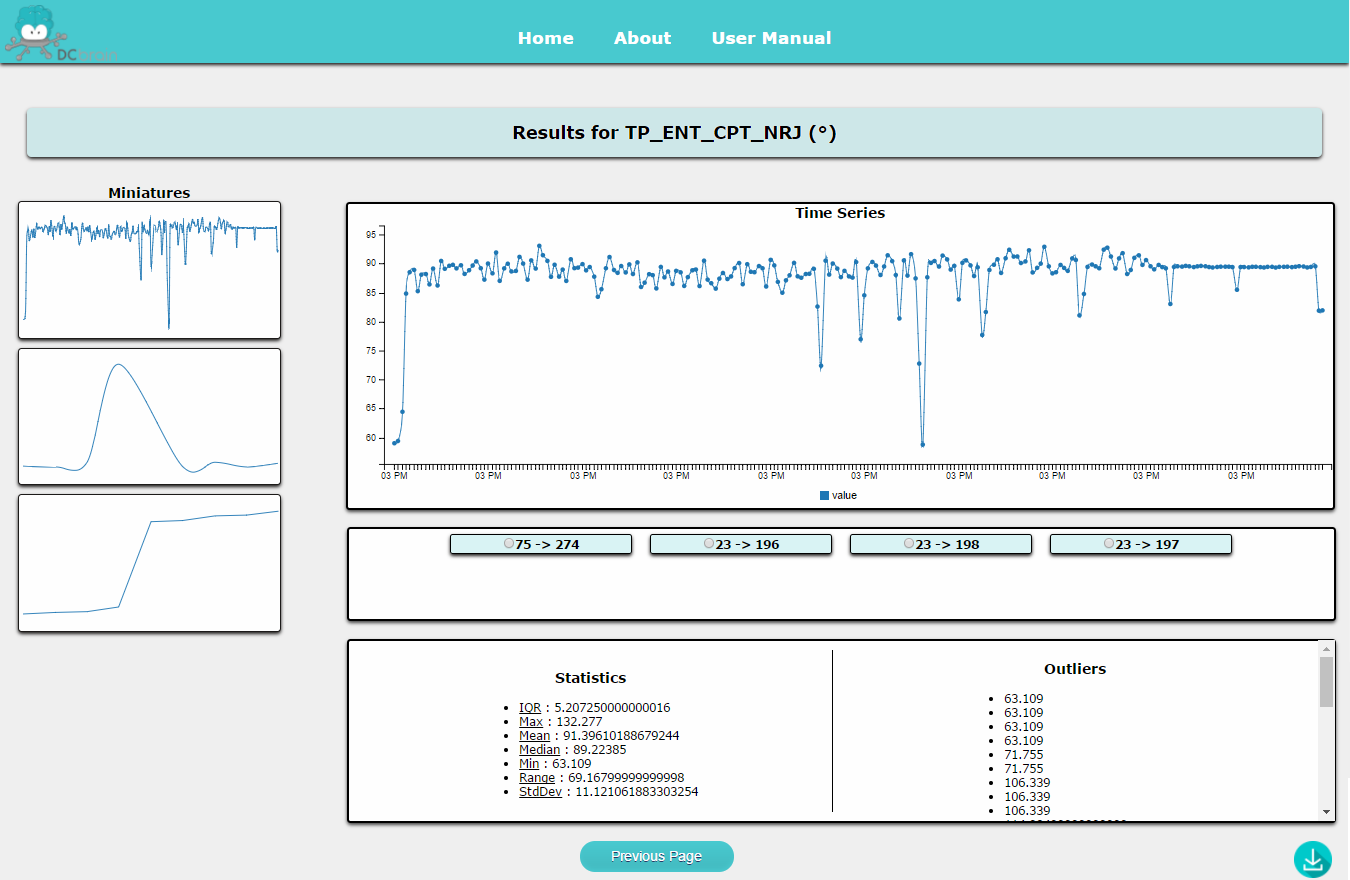 DC brain
Home About User Manual
Results for TP_ENT_CPT_NRJ (°)
Miniatures
Time Series
95
90
85
80
75
70
65
60
03 PM 03 PM 03 PM 03 PM 03 PM 03 PM 03 PM 03 PM 03 PM 03 PM
value
75 -> 274 23 -> 196 23 -> 198 23 -> 197
Statistics
IQR : 5.207250000000016
Max : 132.277
Mean : 91.39610188679244
Median : 89.22385
Min : 63.109
Range : 69.16799999999998
StdDev : 11.121061883303254
Outliers
63.109
63.109
63.109
63.109
71.755
71.755
106.339
106.339
106.339
Previous Page